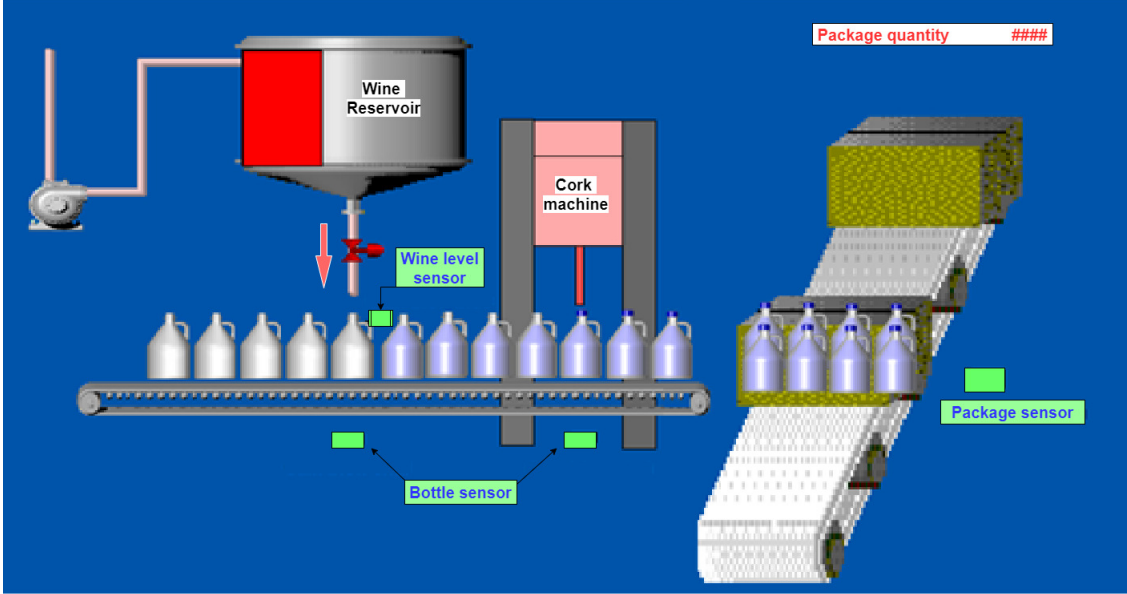 Package quantity ####
Wine
Reservoir
Cork
machine
Wine level
sensor
Package sensor
Bottle sensor